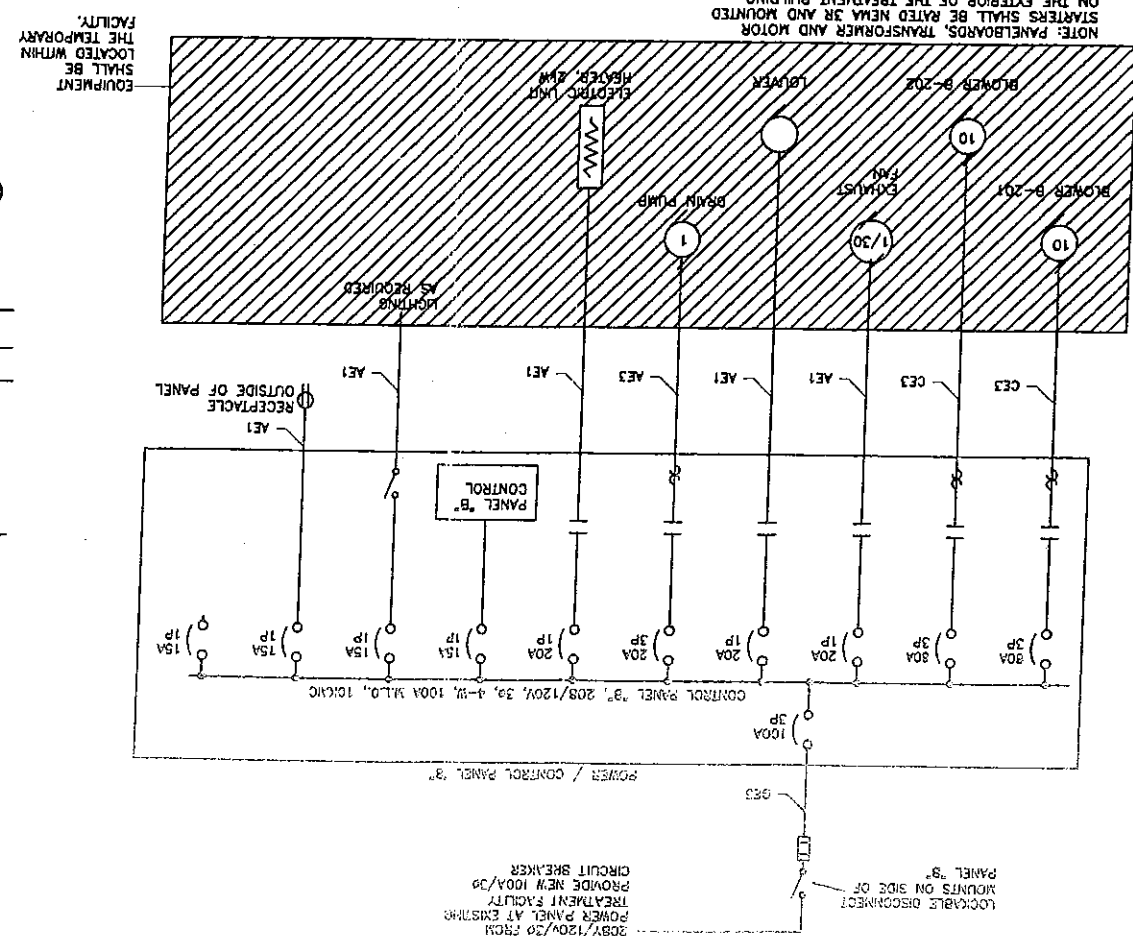 208Y/120V/3Ø FROM
POWER PANEL AT EXISTING
TREATMENT FACILITY
PROVIDE NEW 100A/3Ø
CIRCUIT BREAKER
LOCKABLE DISCONNECT
MOUNTS ON SIDE OF
PANEL "B"
GE3
POWER / CONTROL PANEL "B"
100A
3P
CONTROL PANEL "B", 208/120V, 3Ø, 4-W, 100A M.L.O., 10KAIC
80A
3P
80A
3P
20A
1P
20A
1P
20A
3P
20A
1P
15A
1P
15A
1P
15A
1P
15A
1P
PANEL "B"
CONTROL
CE3
CE3
AE1
AE1
AE3
AE1
AE1
AE1
RECEPTACLE
OUTSIDE OF PANEL
LIGHTING
AS REQUIRED
10
BLOWER B-201
1/30
EXHAUST
FAN
1
DRAIN PUMP
10
BLOWER B-202
LOUVER
ELECTRIC UNIT
HEATER, 2kW
EQUIPMENT
SHALL BE
LOCATED WITHIN
THE TEMPORARY
FACILITY.
NOTE: PANELBOARDS, TRANSFORMER AND MOTOR
STARTERS SHALL BE RATED NEMA 3R AND MOUNTED
ON THE EXTERIOR OF THE TREATMENT BUILDING